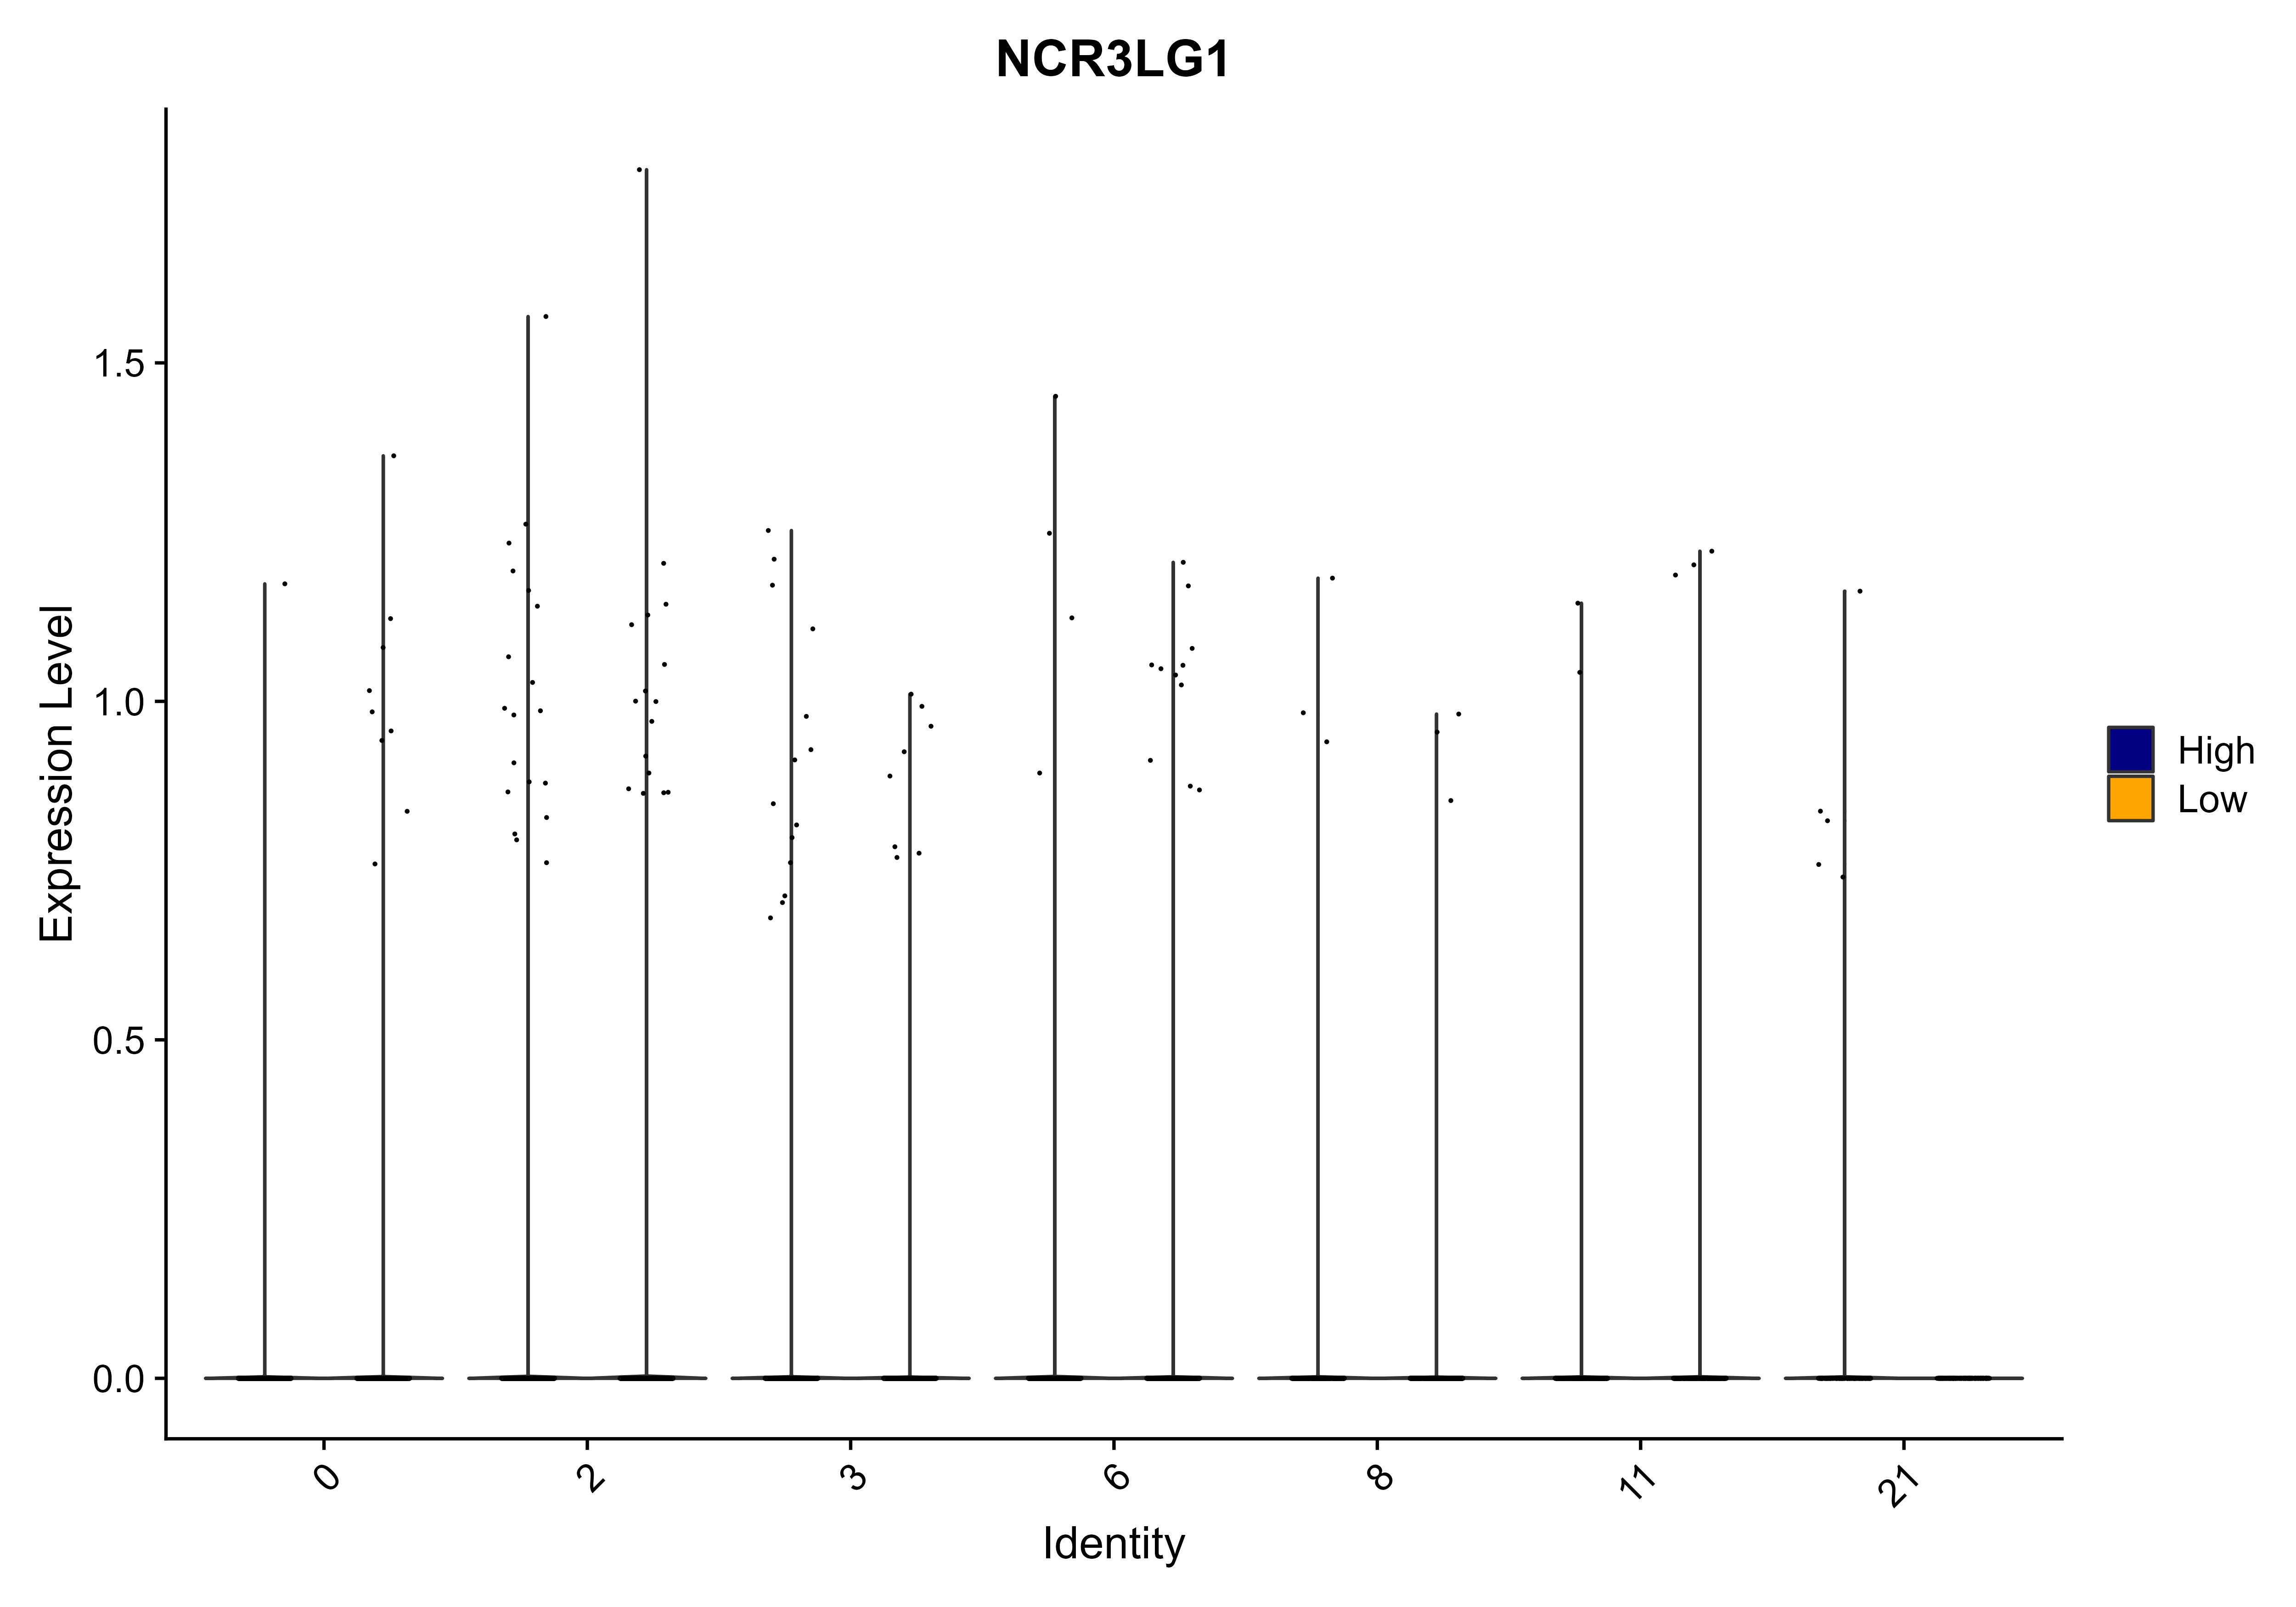 NCR3LG1
Expression Level
1.5
1.0
0.5
0.0
0 2 3 6 8 11 21
Identity
High
Low